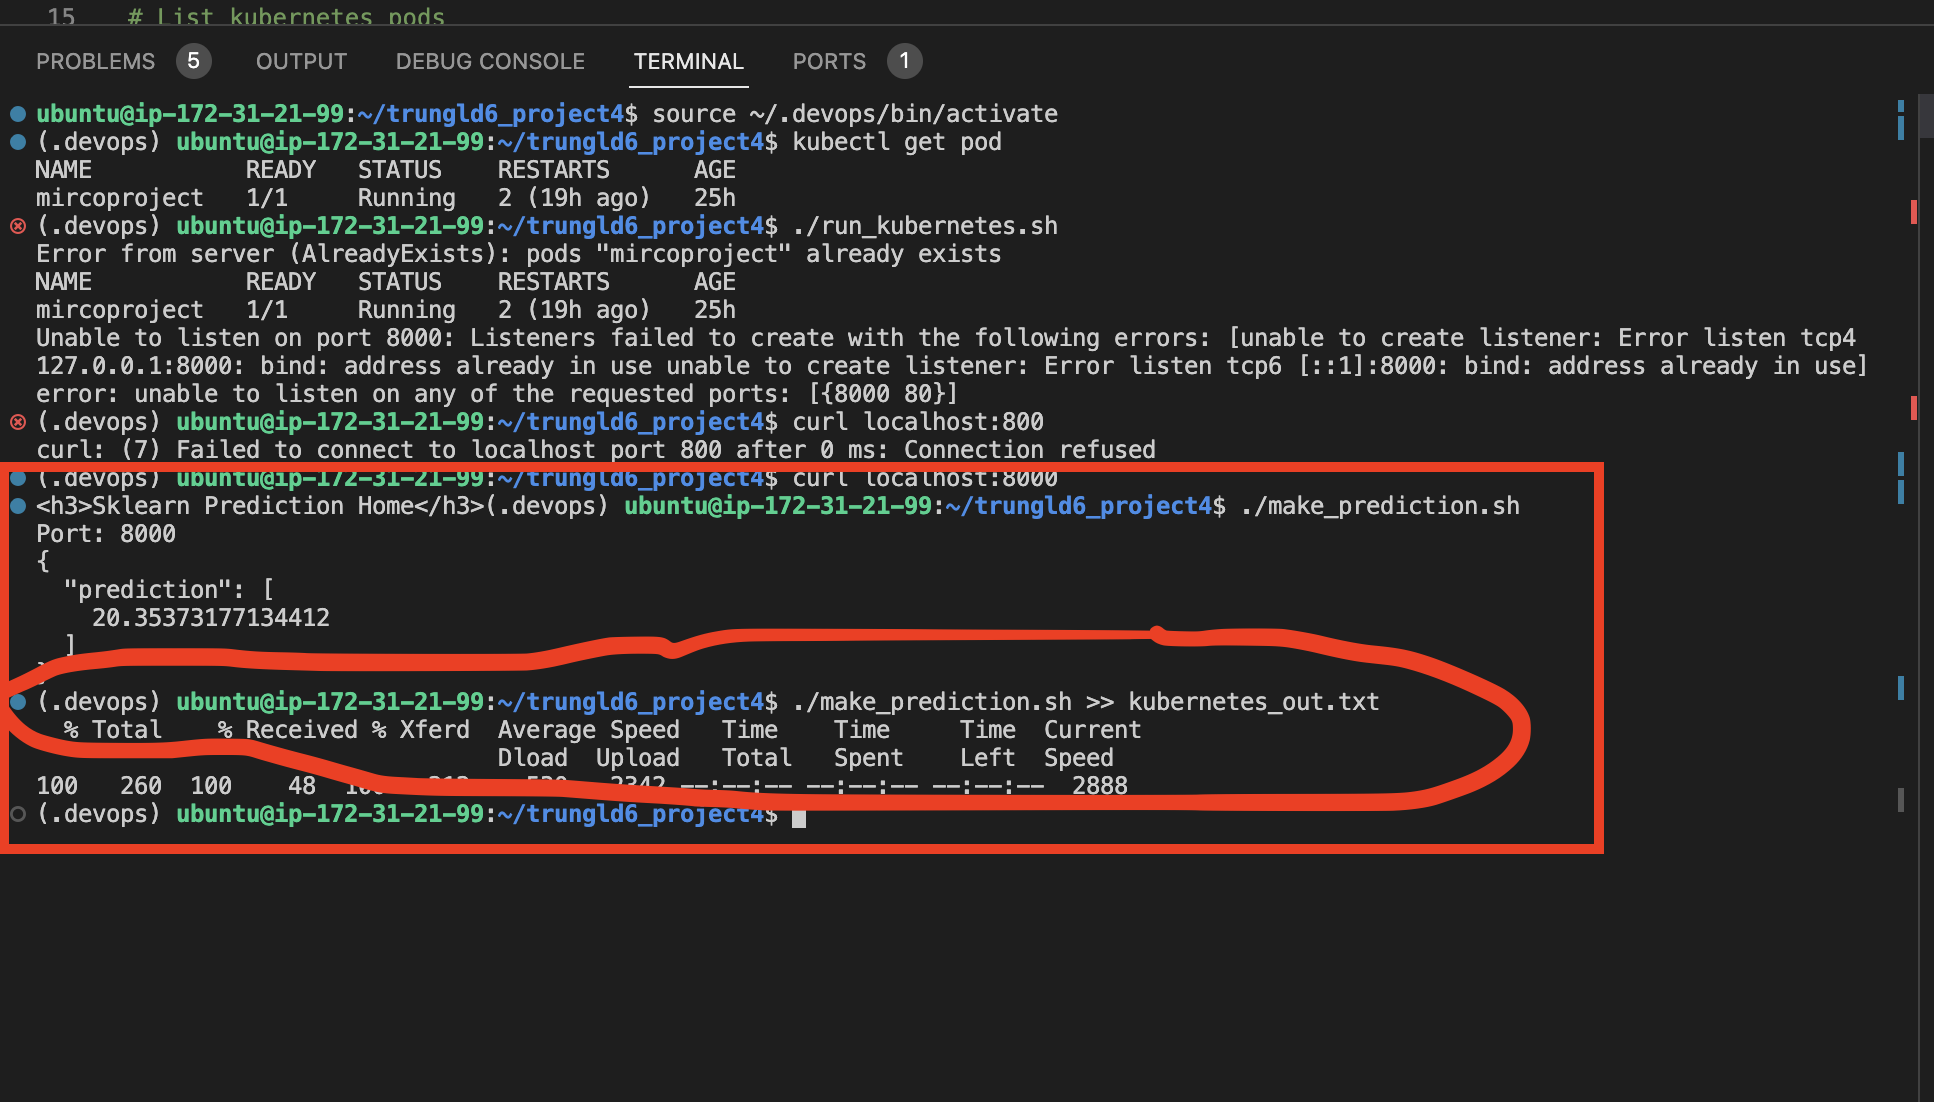 15 # List kubernetes pods
PROBLEMS 5 OUTPUT DEBUG CONSOLE TERMINAL PORTS 1
ubuntu@ip-172-31-21-99:~/trungld6_project4$ source ~/.devops/bin/activate
(.devops) ubuntu@ip-172-31-21-99:~/trungld6_project4$ kubectl get pod
NAME READY STATUS RESTARTS AGE
mircoproject 1/1 Running 2 (19h ago) 25h
(.devops) ubuntu@ip-172-31-21-99:~/trungld6_project4$ ./run_kubernetes.sh
Error from server (AlreadyExists): pods "mircoproject" already exists
NAME READY STATUS RESTARTS AGE
mircoproject 1/1 Running 2 (19h ago) 25h
Unable to listen on port 8000: Listeners failed to create with the following errors: [unable to create listener: Error listen tcp4
127.0.0.1:8000: bind: address already in use unable to create listener: Error listen tcp6 [::1]:8000: bind: address already in use]
error: unable to listen on any of the requested ports: [{8000 80}]
(.devops) ubuntu@ip-172-31-21-99:~/trungld6_project4$ curl localhost:800
curl: (7) Failed to connect to localhost port 800 after 0 ms: Connection refused
(.devops) ubuntu@ip-172-31-21-99:~/trungld6_project4$ curl localhost:8000
<h3>Sklearn Prediction Home</h3>(.devops) ubuntu@ip-172-31-21-99:~/trungld6_project4$ ./make_prediction.sh
Port: 8000
{
"prediction": [
20.35373177134412
]
}
(.devops) ubuntu@ip-172-31-21-99:~/trungld6_project4$ ./make_prediction.sh >> kubernetes_out.txt
% Total % Received % Xferd Average Speed Time Time Time Current
Dload Upload Total Spent Left Speed
100 260 100 48 100 2342 --:--:-- --:--:-- --:--:-- 2888
(.devops) ubuntu@ip-172-31-21-99:~/trungld6_project4$